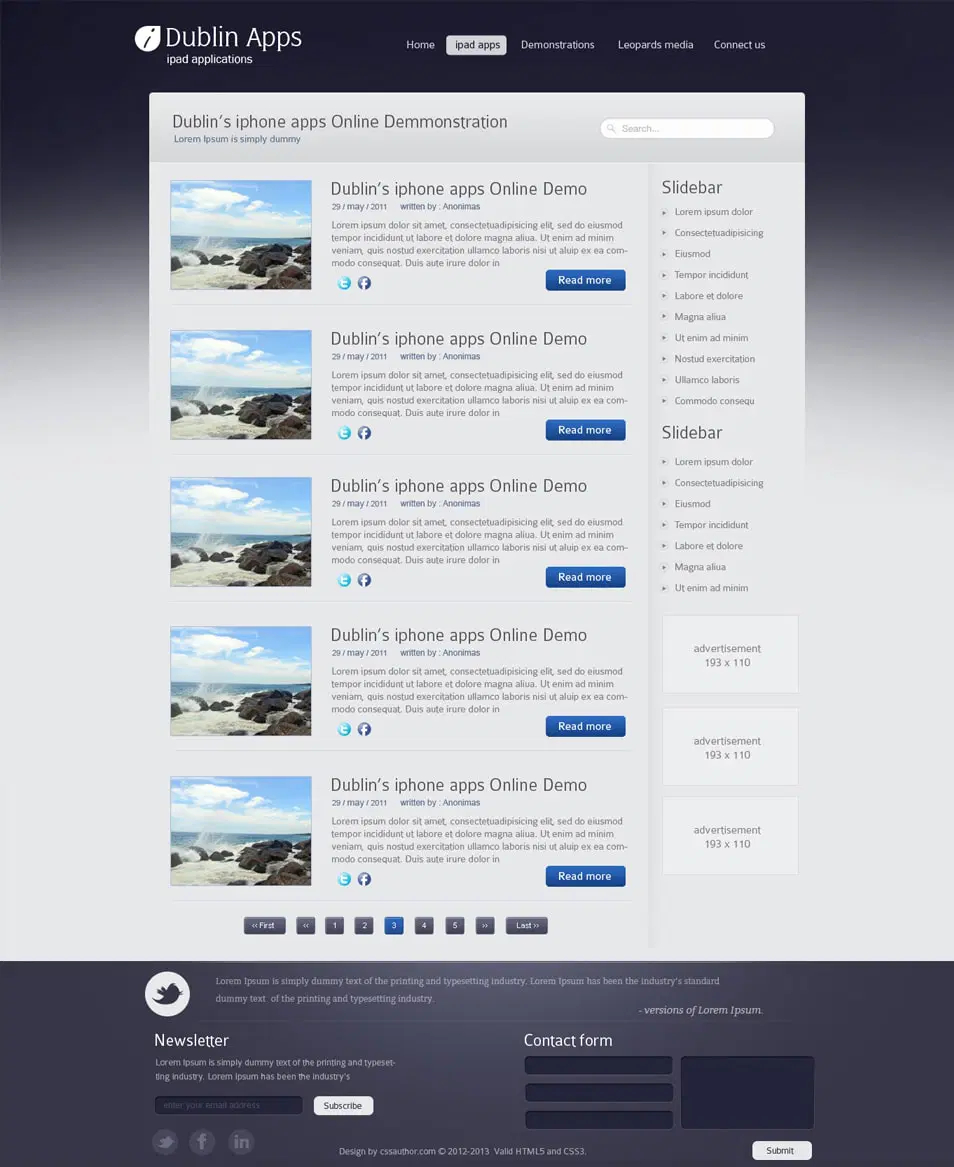 Dublin Apps
ipad applications
Home ipad apps Demonstrations Leopards media Connect us
Dublin's iphone apps Online Demmonstration
Lorem Ipsum is simply dummy
Search...
Dublin's iphone apps Online Demo
29 / may / 2011 written by : Anonimas
Lorem ipsum dolor sit amet, consectetuadipisicing elit, sed do eiusmod
tempor incididunt ut labore et dolore magna aliua. Ut enim ad minim
veniam, quis nostud exercitation ullamco laboris nisi ut aluip ex ea com-
modo consequat. Duis aute irure dolor in
Read more
Dublin's iphone apps Online Demo
29 / may / 2011 written by : Anonimas
Lorem ipsum dolor sit amet, consectetuadipisicing elit, sed do eiusmod
tempor incididunt ut labore et dolore magna aliua. Ut enim ad minim
veniam, quis nostud exercitation ullamco laboris nisi ut aluip ex ea com-
modo consequat. Duis aute irure dolor in
Read more
Dublin's iphone apps Online Demo
29 / may / 2011 written by : Anonimas
Lorem ipsum dolor sit amet, consectetuadipisicing elit, sed do eiusmod
tempor incididunt ut labore et dolore magna aliua. Ut enim ad minim
veniam, quis nostud exercitation ullamco laboris nisi ut aluip ex ea com-
modo consequat. Duis aute irure dolor in
Read more
Dublin's iphone apps Online Demo
29 / may / 2011 written by : Anonimas
Lorem ipsum dolor sit amet, consectetuadipisicing elit, sed do eiusmod
tempor incididunt ut labore et dolore magna aliua. Ut enim ad minim
veniam, quis nostud exercitation ullamco laboris nisi ut aluip ex ea com-
modo consequat. Duis aute irure dolor in
Read more
Dublin's iphone apps Online Demo
29 / may / 2011 written by : Anonimas
Lorem ipsum dolor sit amet, consectetuadipisicing elit, sed do eiusmod
tempor incididunt ut labore et dolore magna aliua. Ut enim ad minim
veniam, quis nostud exercitation ullamco laboris nisi ut aluip ex ea com-
modo consequat. Duis aute irure dolor in
Read more
‹‹ First ‹‹ 1 2 3 4 5 ›› Last ››
Slidebar
Lorem ipsum dolor
Consectetuadipisicing
Eiusmod
Tempor incididunt
Labore et dolore
Magna aliua
Ut enim ad minim
Nostud exercitation
Ullamco laboris
Commodo consequ
Slidebar
Lorem ipsum dolor
Consectetuadipisicing
Eiusmod
Tempor incididunt
Labore et dolore
Magna aliua
Ut enim ad minim
advertisement
193 x 110
advertisement
193 x 110
advertisement
193 x 110
Lorem Ipsum is simply dummy text of the printing and typesetting industry. Lorem Ipsum has been the industry's standard
dummy text of the printing and typesetting industry.
- versions of Lorem Ipsum.
Newsletter
Lorem Ipsum is simply dummy text of the printing and typeset-
ting industry. Lorem Ipsum has been the industry's
enter your email address
Subscribe
Contact form
Submit
Design by cssauthor.com © 2012-2013 Valid HTML5 and CSS3.